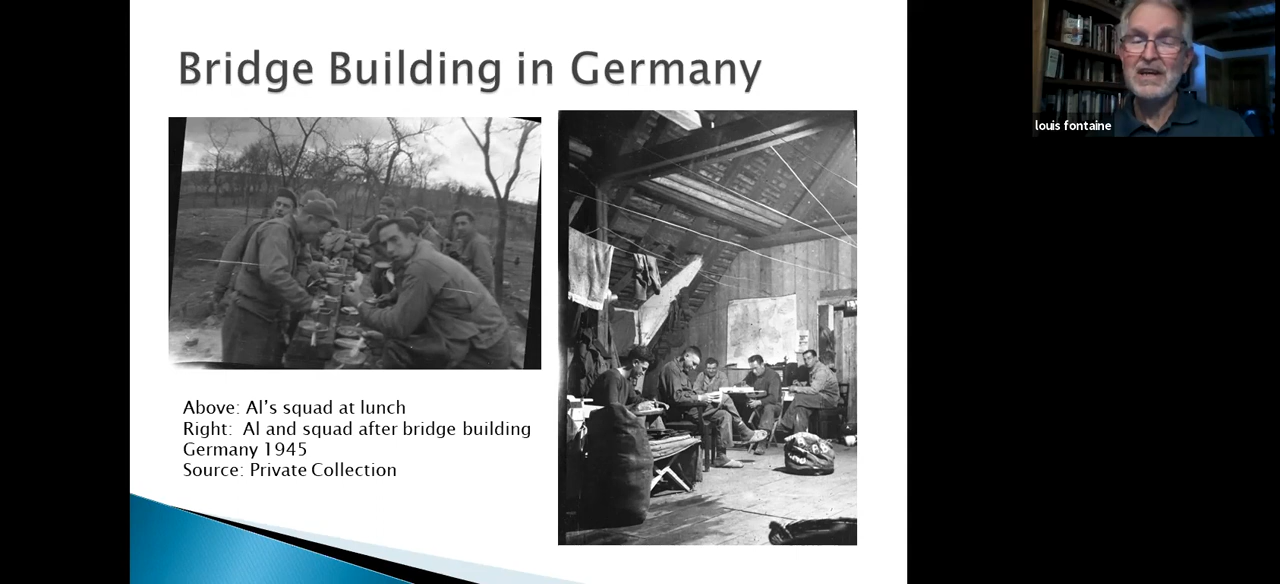 Bridge Building in Germany
louis fontaine
Above: Al's squad at lunch
Right:  Al and squad after bridge building
Germany 1945
Source: Private Collection